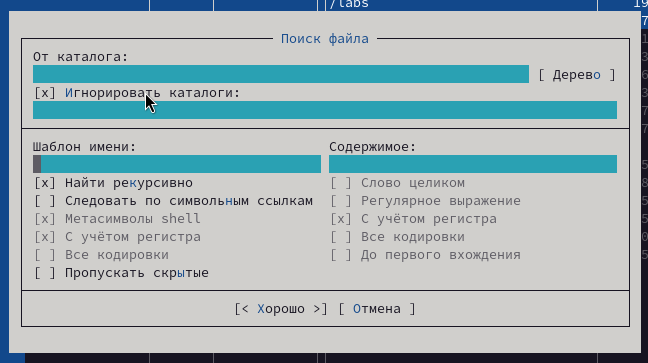 /labs
Поиск файла
От каталога:
[ Дерево ]
[x] Игнорировать каталоги:
Шаблон имени: Содержимое:
[x] Найти рекурсивно [ ] Слово целиком
[ ] Следовать по символьным ссылкам [ ] Регулярное выражение
[x] Метасимволы shell [x] С учётом регистра
[x] С учётом регистра [ ] Все кодировки
[ ] Все кодировки [ ] До первого вхождения
[ ] Пропускать скрытые
[< Хорошо >] [ Отмена ]